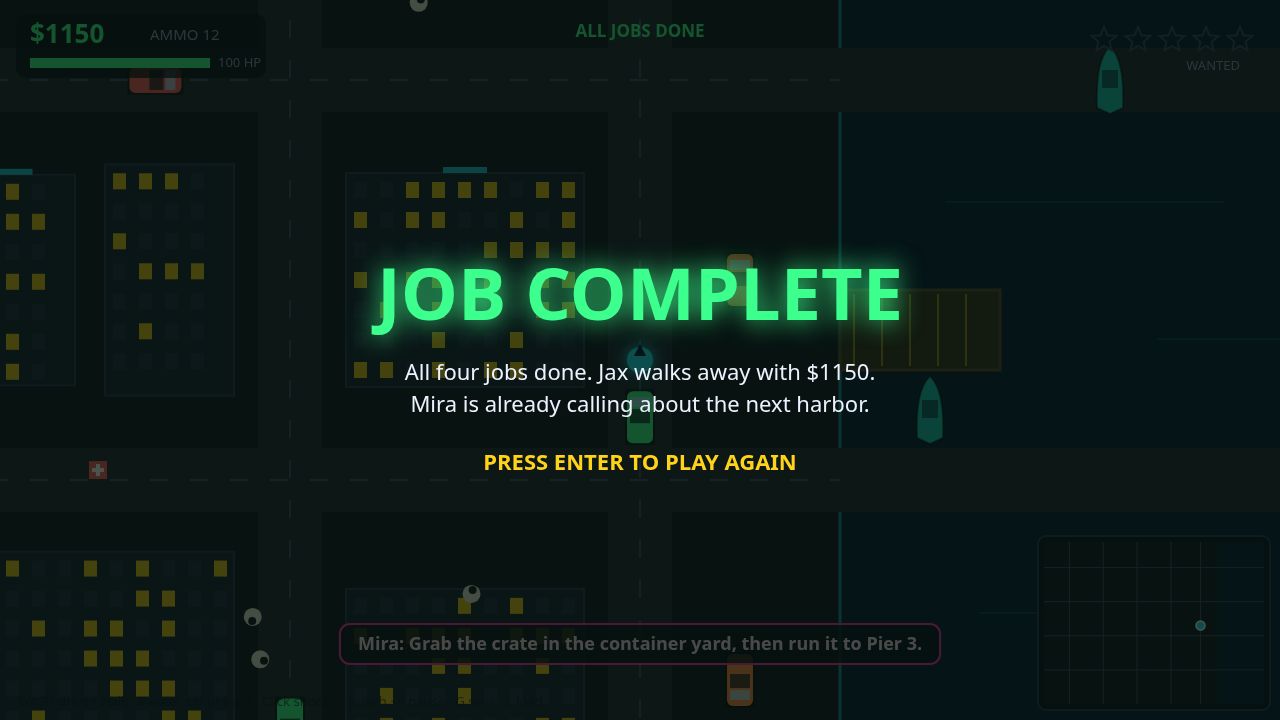 $1150
AMMO 12
100 HP
ALL JOBS DONE
WANTED
JOB COMPLETE
All four jobs done. Jax walks away with $1150.
Mira is already calling about the next harbor.
PRESS ENTER TO PLAY AGAIN
Mira: Grab the crate in the container yard, then run it to Pier 3.